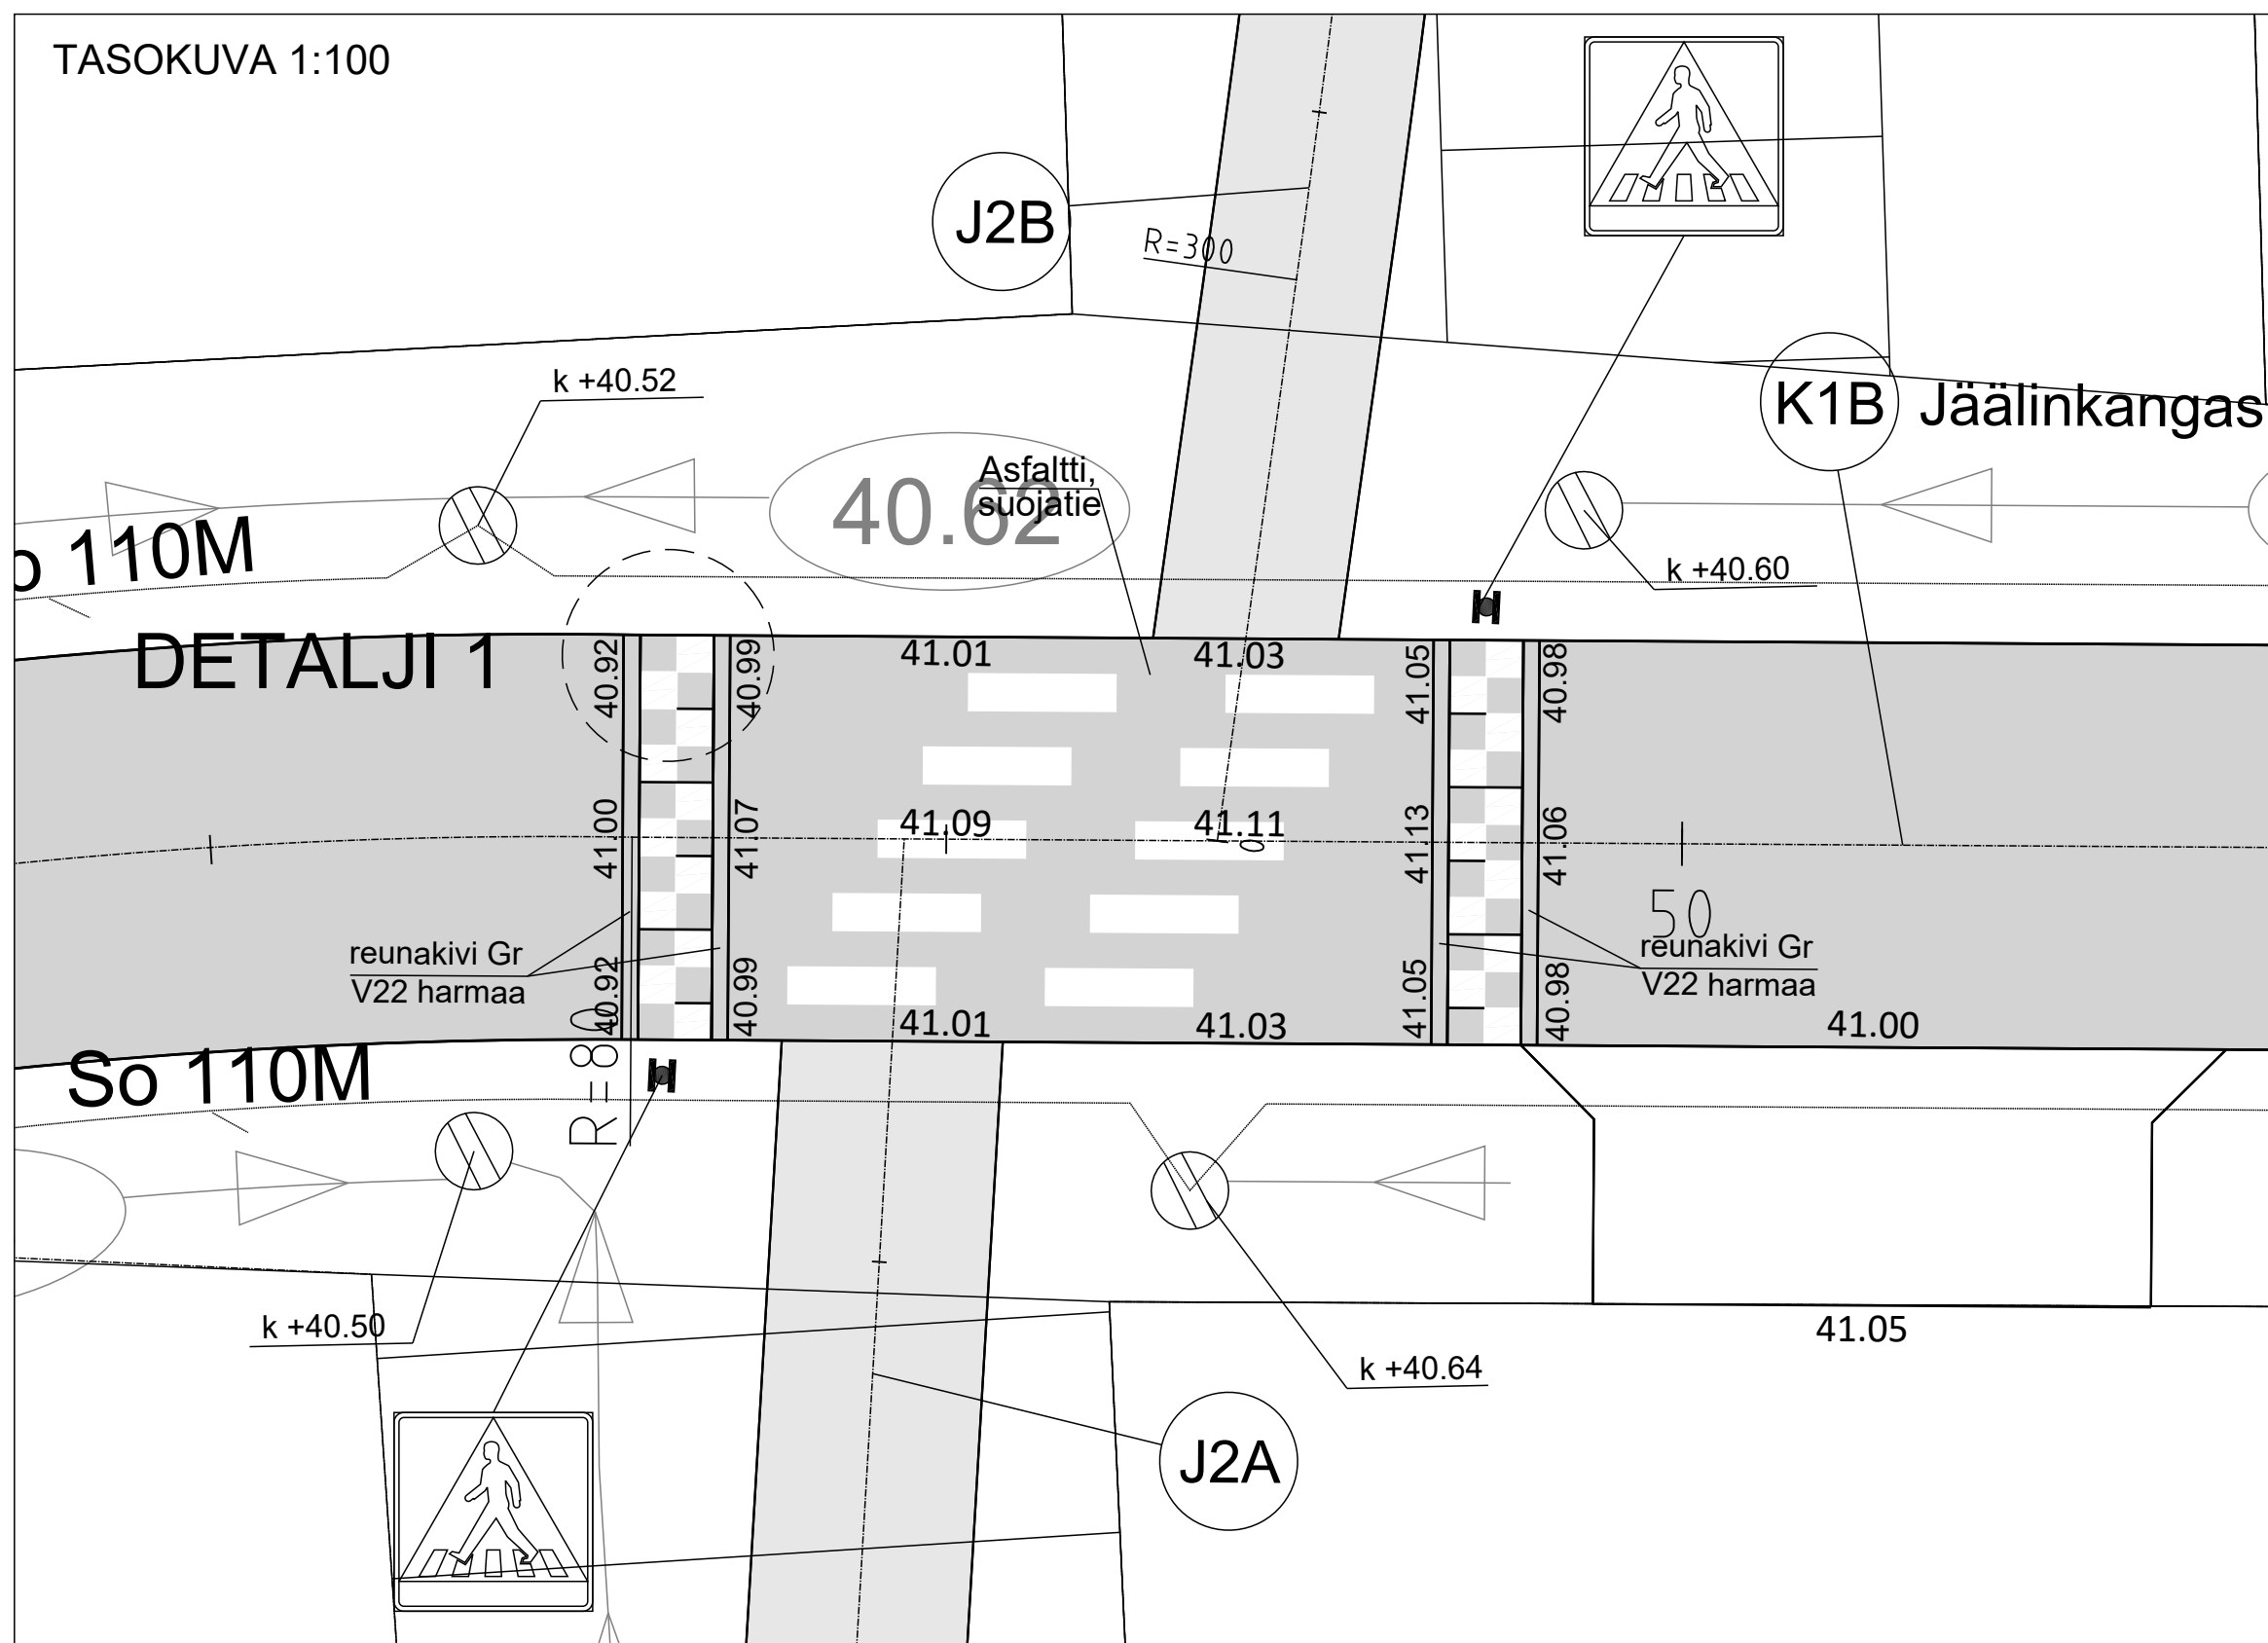 TASOKUVA 1:100
J2B
R=300
k +40.52
K1B Jäälinkangas
40.62
Asfaltti,
suojatie
k +40.60
o 110M
DETALJI 1
40.92
40.99
41.01
41.03
41.05
40.98
41.00
41.07
41.09
41.11
0
41.13
41.06
50
reunakivi Gr
V22 harmaa
reunakivi Gr
V22 harmaa
40.92
40.99
41.01
41.03
41.05
40.98
41.00
So 110M
R=80
k +40.50
41.05
k +40.64
J2A